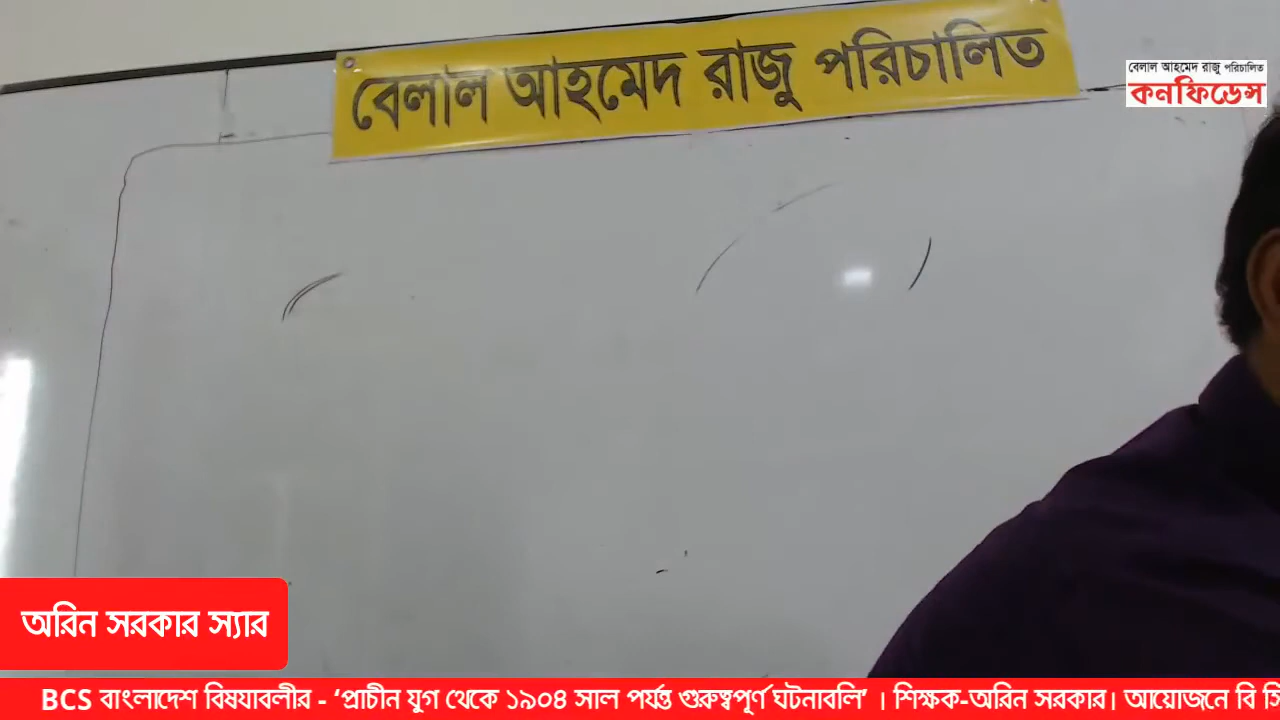 বেলাল আহমেদ রাজু পরিচালিত
বেলাল আহমেদ রাজু পরিচালিত
কনফিডেন্স
অরিন সরকার স্যার
BCS বাংলাদেশ বিষযাবলীর - ‘প্রাচীন যুগ থেকে ১৯০৪ সাল পর্যন্ত গুরুত্বপূর্ণ ঘটনাবলি’ । শিক্ষক-অরিন সরকার। আয়োজনে বি সি